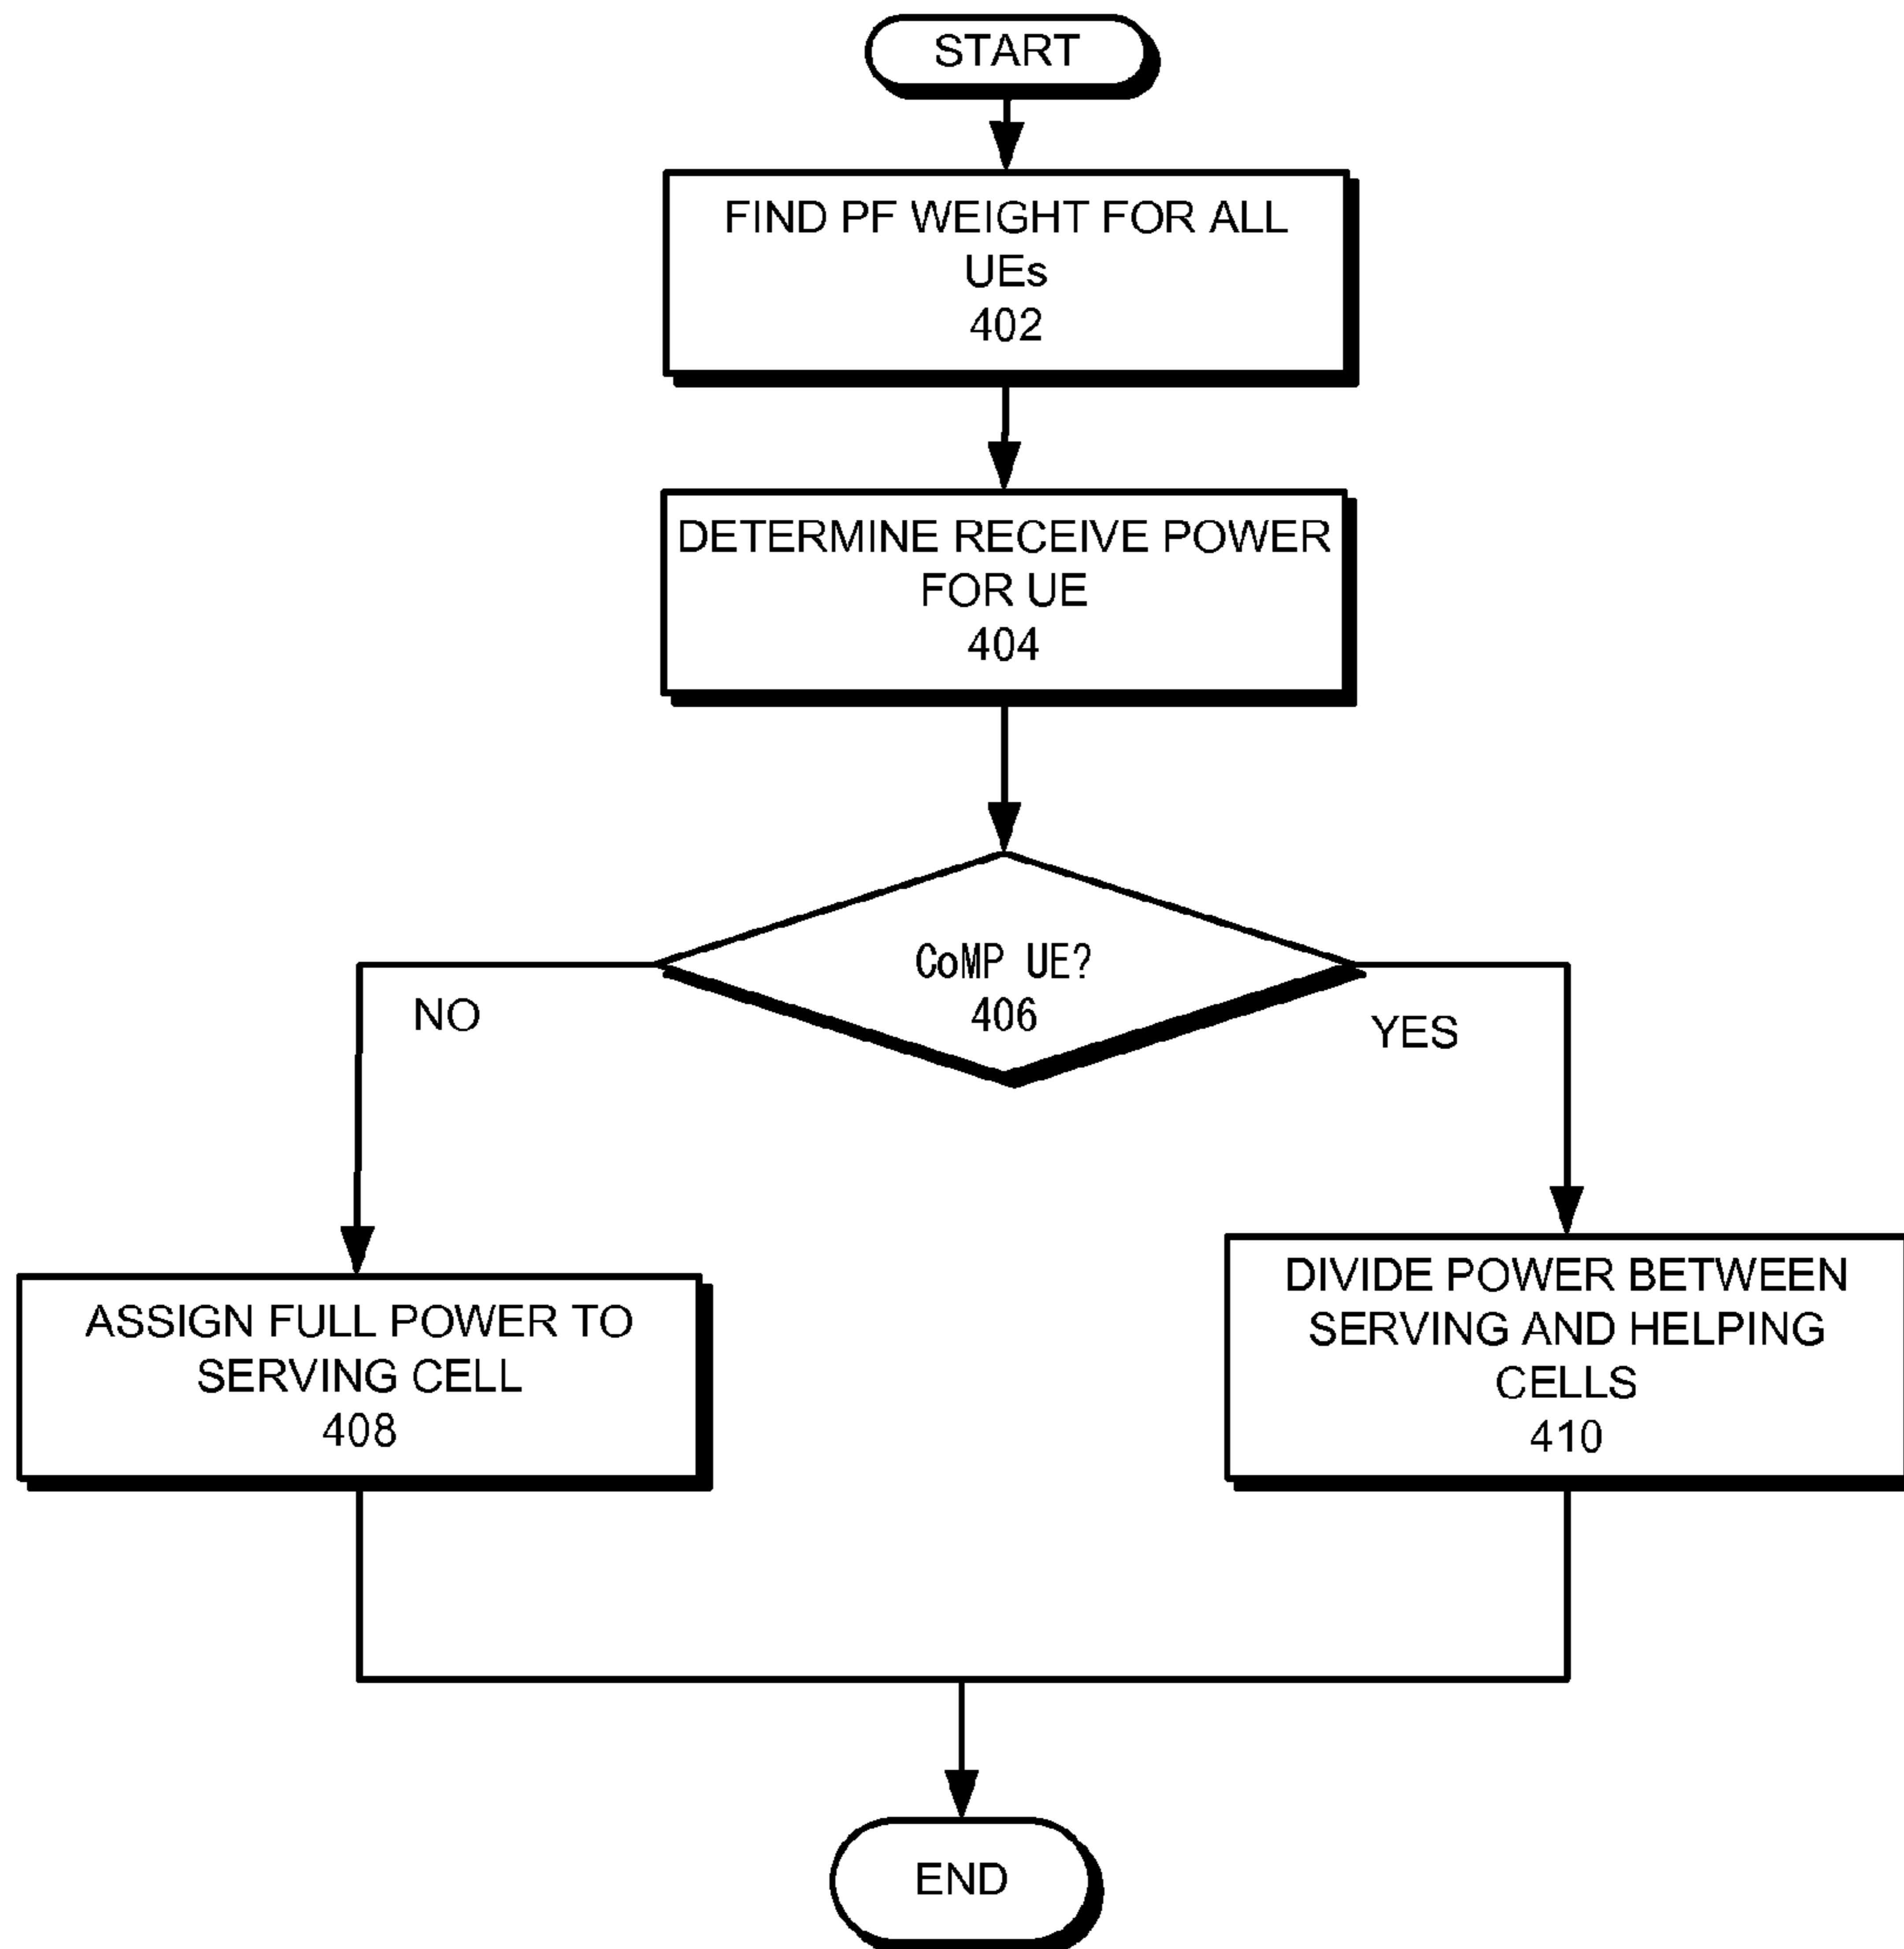 START
FIND PF WEIGHT FOR ALL
UEs
402
DETERMINE RECEIVE POWER
FOR UE
404
CoMP UE?
406
NO
YES
ASSIGN FULL POWER TO
SERVING CELL
408
DIVIDE POWER BETWEEN
SERVING AND HELPING
CELLS
410
END